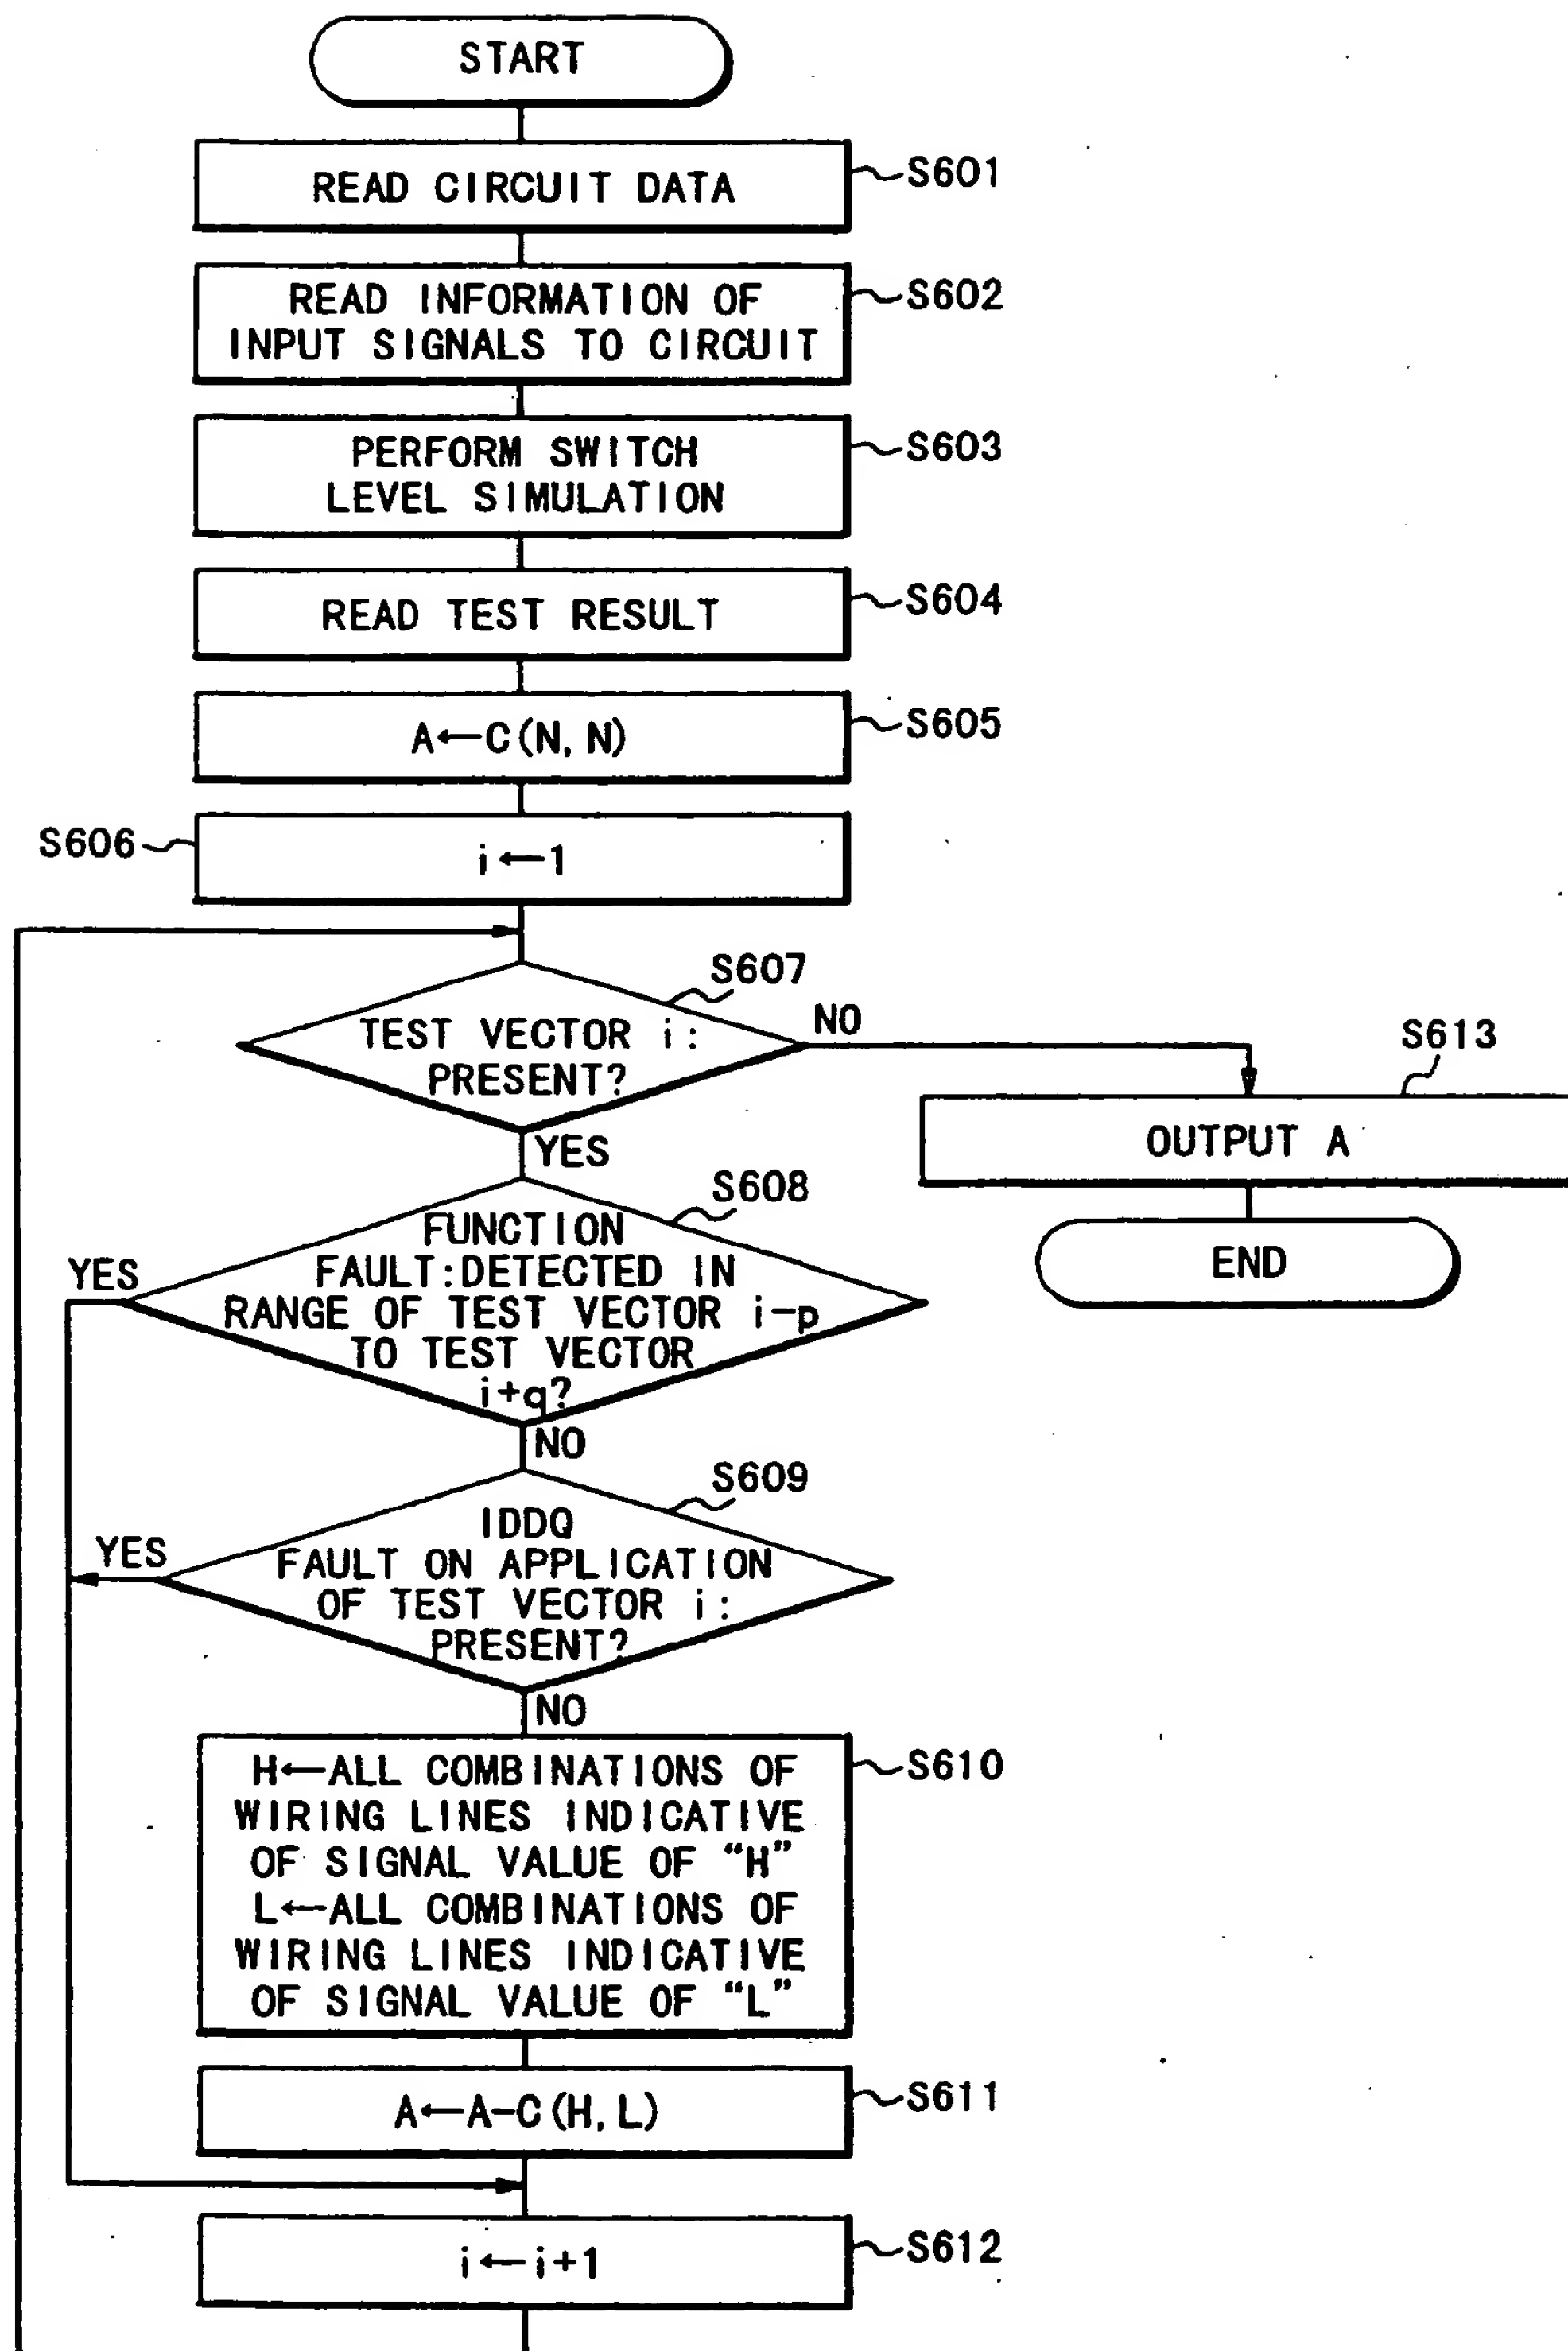 START
READ CIRCUIT DATA
S601
READ INFORMATION OF
INPUT SIGNALS TO CIRCUIT
S602
PERFORM SWITCH
LEVEL SIMULATION
S603
READ TEST RESULT
S604
A←C(N, N)
S605
S606
i←1
S607
TEST VECTOR i:
PRESENT?
NO
YES
S613
OUTPUT A
END
S608
FUNCTION
FAULT:DETECTED IN
RANGE OF TEST VECTOR i-p
TO TEST VECTOR
i+q?
YES
NO
S609
IDDQ
FAULT ON APPLICATION
OF TEST VECTOR i:
PRESENT?
YES
NO
H←ALL COMBINATIONS OF
WIRING LINES INDICATIVE
OF SIGNAL VALUE OF “H”
L←ALL COMBINATIONS OF
WIRING LINES INDICATIVE
OF SIGNAL VALUE OF “L”
S610
A←A-C(H, L)
S611
i←i+1
S612